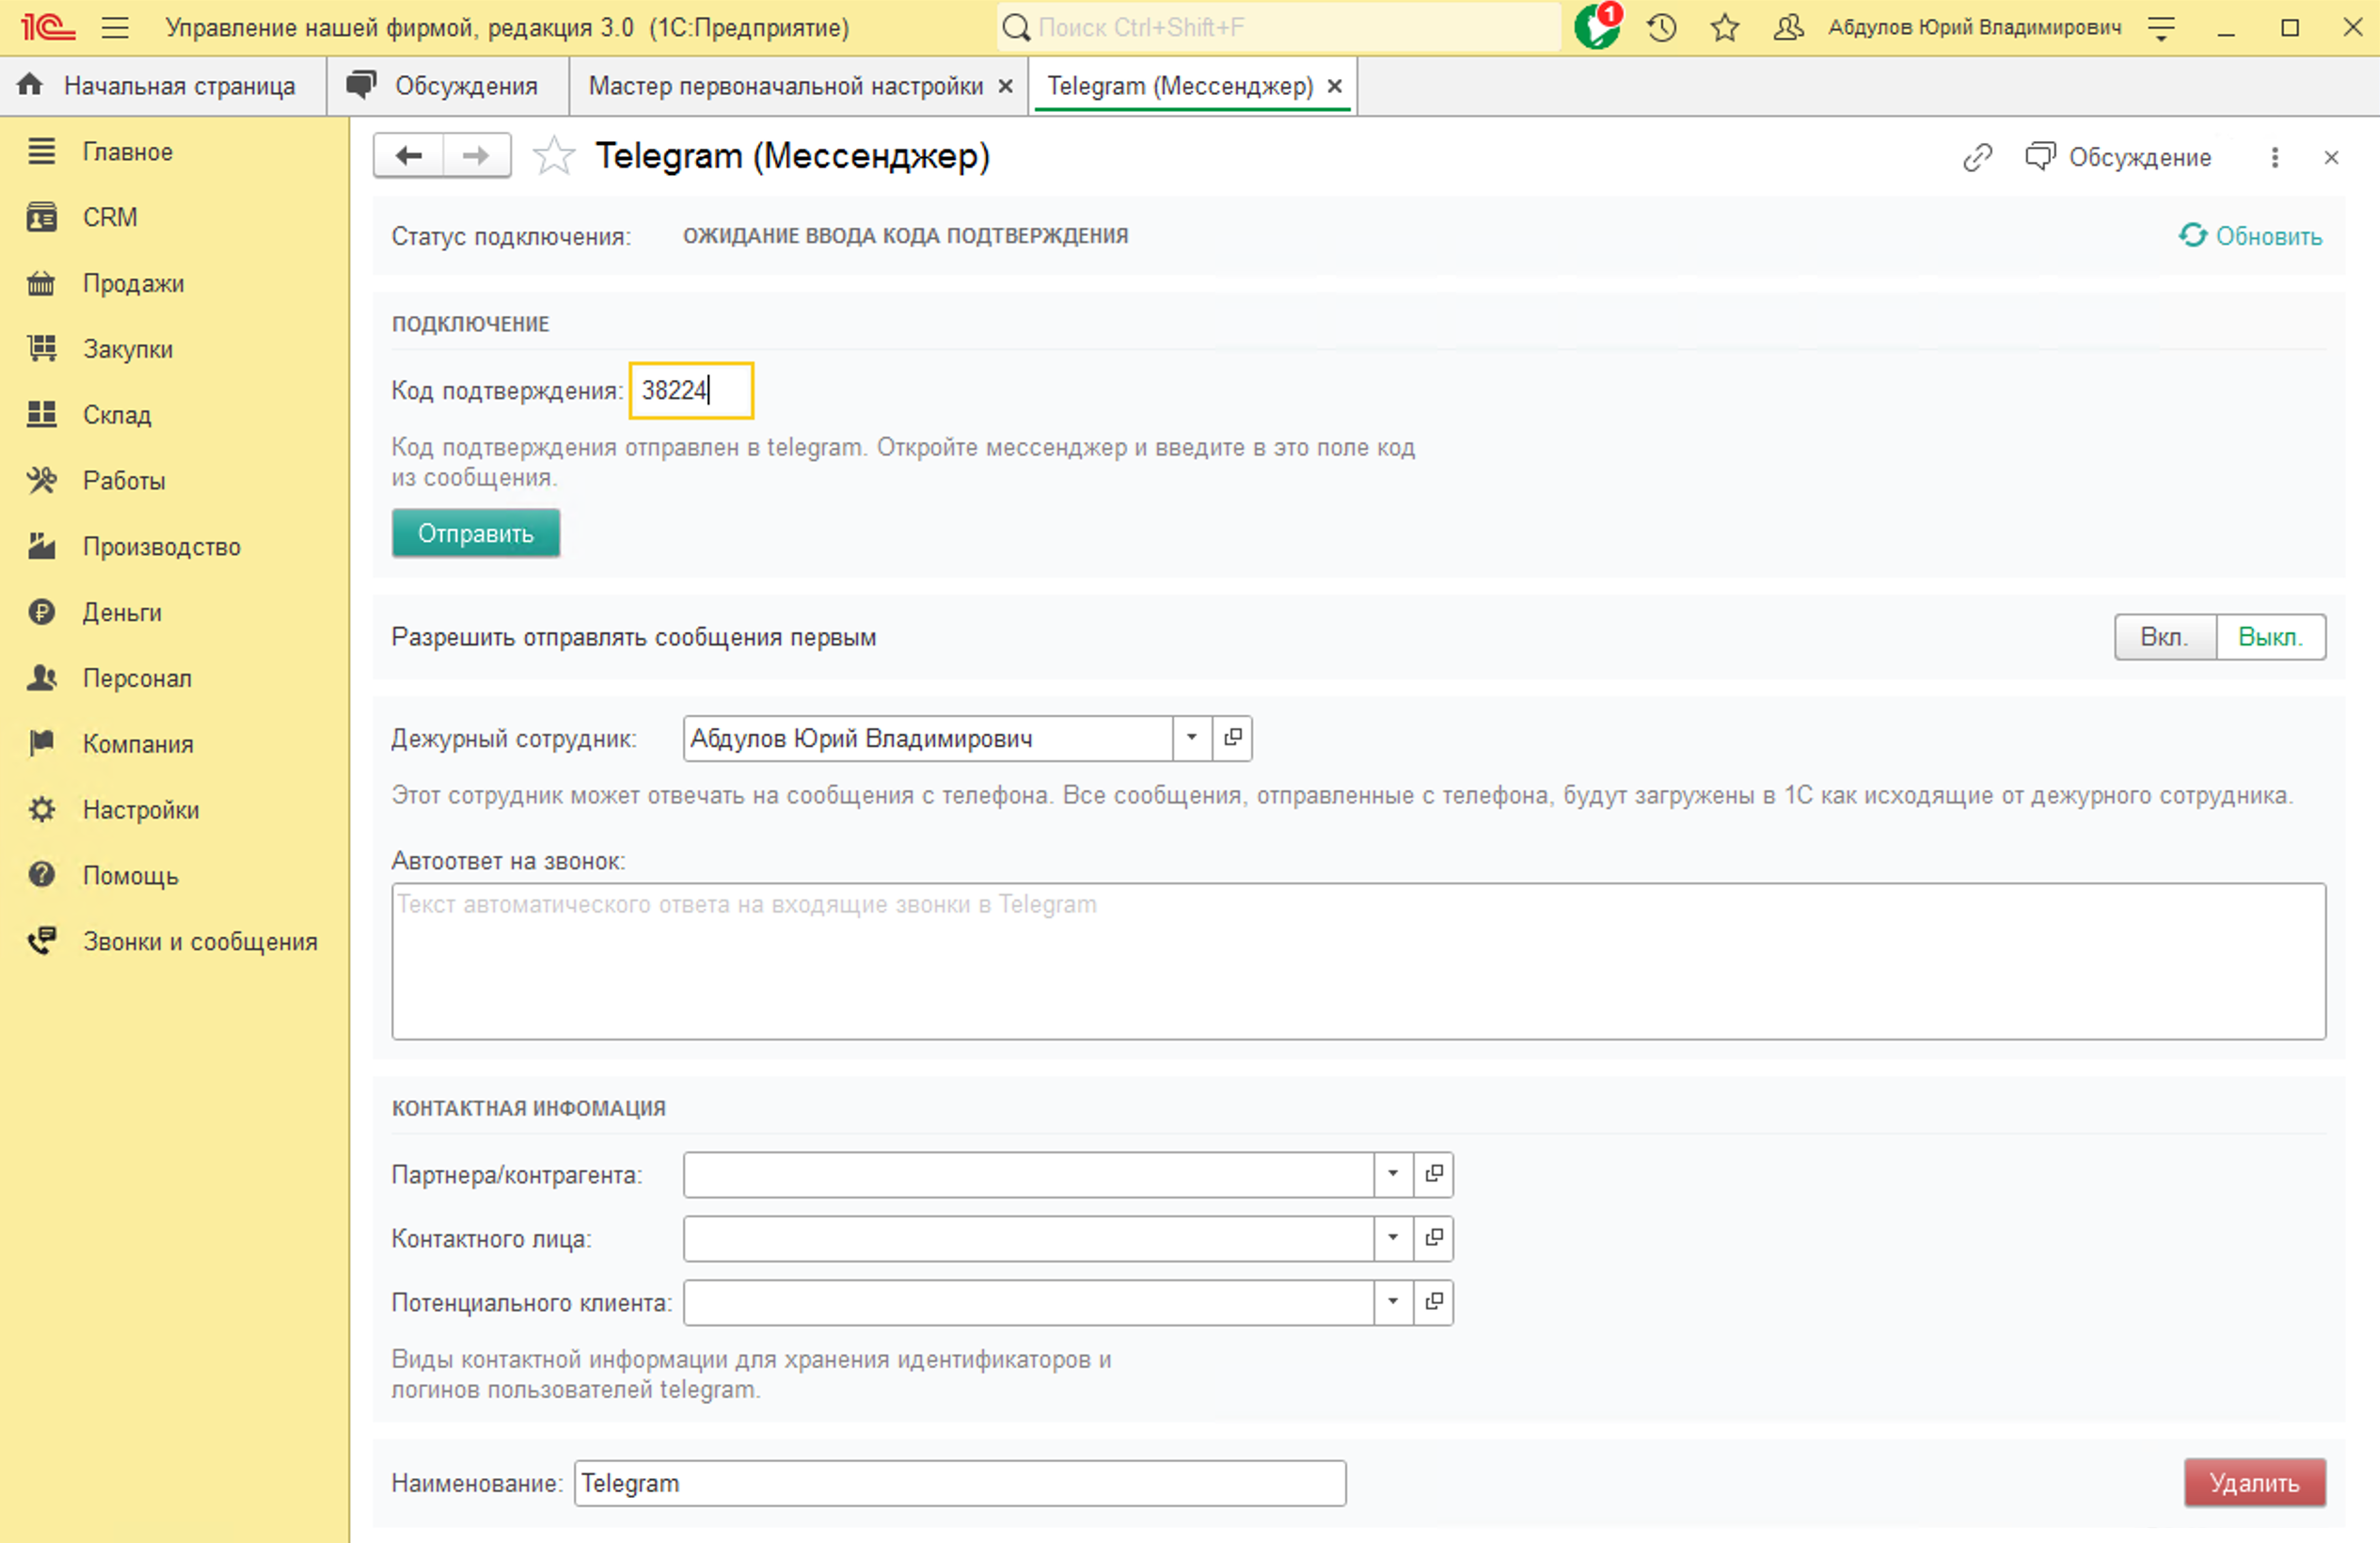 1С Управление нашей фирмой, редакция 3.0 (1С:Предприятие) Поиск Ctrl+Shift+F 1 Абдулов Юрий Владимирович
Начальная страница Обсуждения Мастер первоначальной настройки Telegram (Мессенджер)
Главное
CRM
Продажи
Закупки
Склад
Работы
Производство
Деньги
Персонал
Компания
Настройки
Помощь
Звонки и сообщения
Telegram (Мессенджер) Обсуждение
Статус подключения: ОЖИДАНИЕ ВВОДА КОДА ПОДТВЕРЖДЕНИЯ Обновить
ПОДКЛЮЧЕНИЕ
Код подтверждения: 38224
Код подтверждения отправлен в telegram. Откройте мессенджер и введите в это поле код
из сообщения.
Отправить
Разрешить отправлять сообщения первым Вкл. Выкл.
Дежурный сотрудник: Абдулов Юрий Владимирович
Этот сотрудник может отвечать на сообщения с телефона. Все сообщения, отправленные с телефона, будут загружены в 1С как исходящие от дежурного сотрудника.
Автоответ на звонок:
Текст автоматического ответа на входящие звонки в Telegram
КОНТАКТНАЯ ИНФОМАЦИЯ
Партнера/контрагента:
Контактного лица:
Потенциального клиента:
Виды контактной информации для хранения идентификаторов и
логинов пользователей telegram.
Наименование: Telegram Удалить